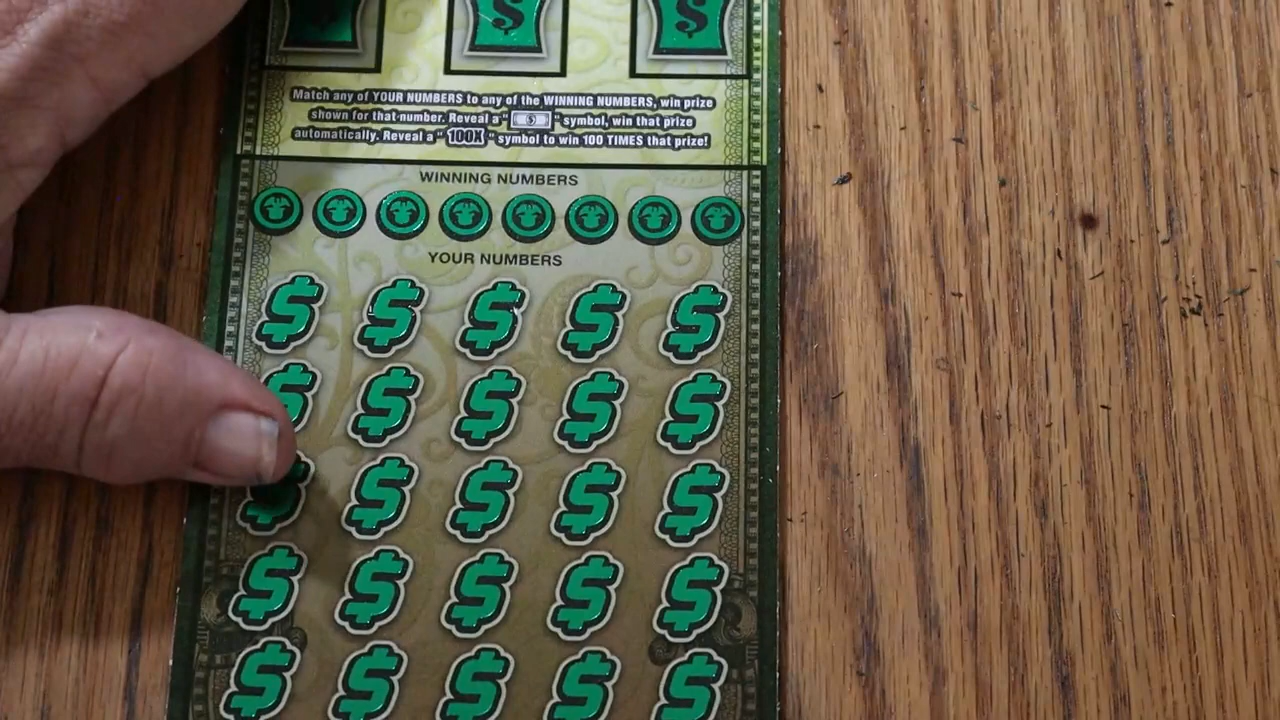 Match any of YOUR NUMBERS to any of the WINNING NUMBERS, win prize
shown for that number. Reveal a " " symbol, win that prize
automatically. Reveal a "100X" symbol to win 100 TIMES that prize!
WINNING NUMBERS
YOUR NUMBERS